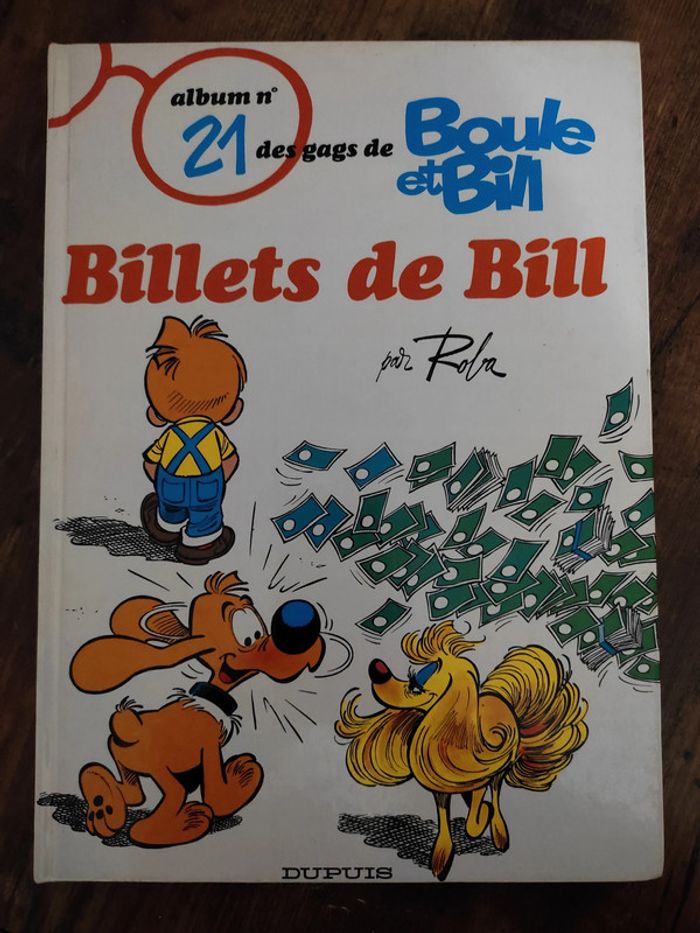 album n°
21 des gags de Boule
et Bill
Billets de Bill
par Roba
DUPUIS